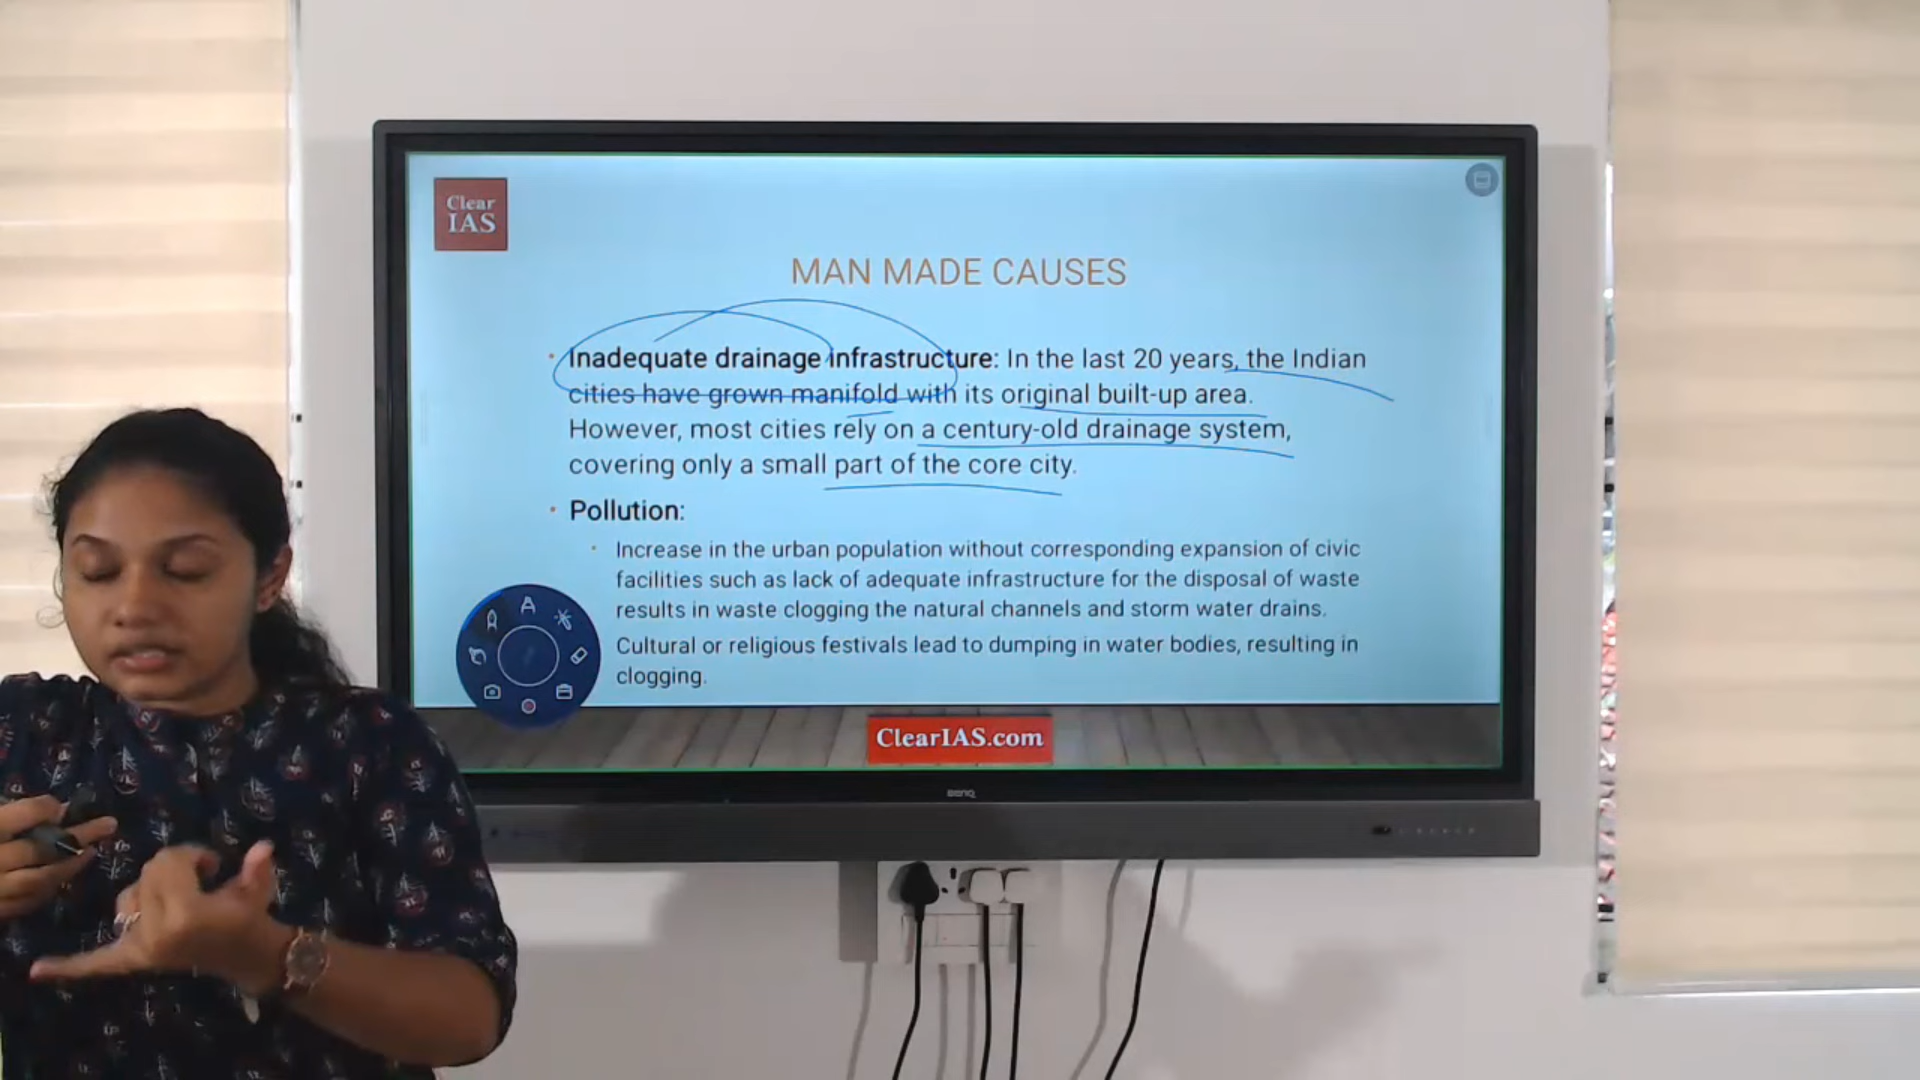 Clear
IAS
MAN MADE CAUSES
Inadequate drainage infrastructure: In the last 20 years, the Indian
cities have grown manifold with its original built-up area.
However, most cities rely on a century-old drainage system,
covering only a small part of the core city.
Pollution:
Increase in the urban population without corresponding expansion of civic
facilities such as lack of adequate infrastructure for the disposal of waste
results in waste clogging the natural channels and storm water drains.
Cultural or religious festivals lead to dumping in water bodies, resulting in
clogging.
ClearIAS.com
BenQ